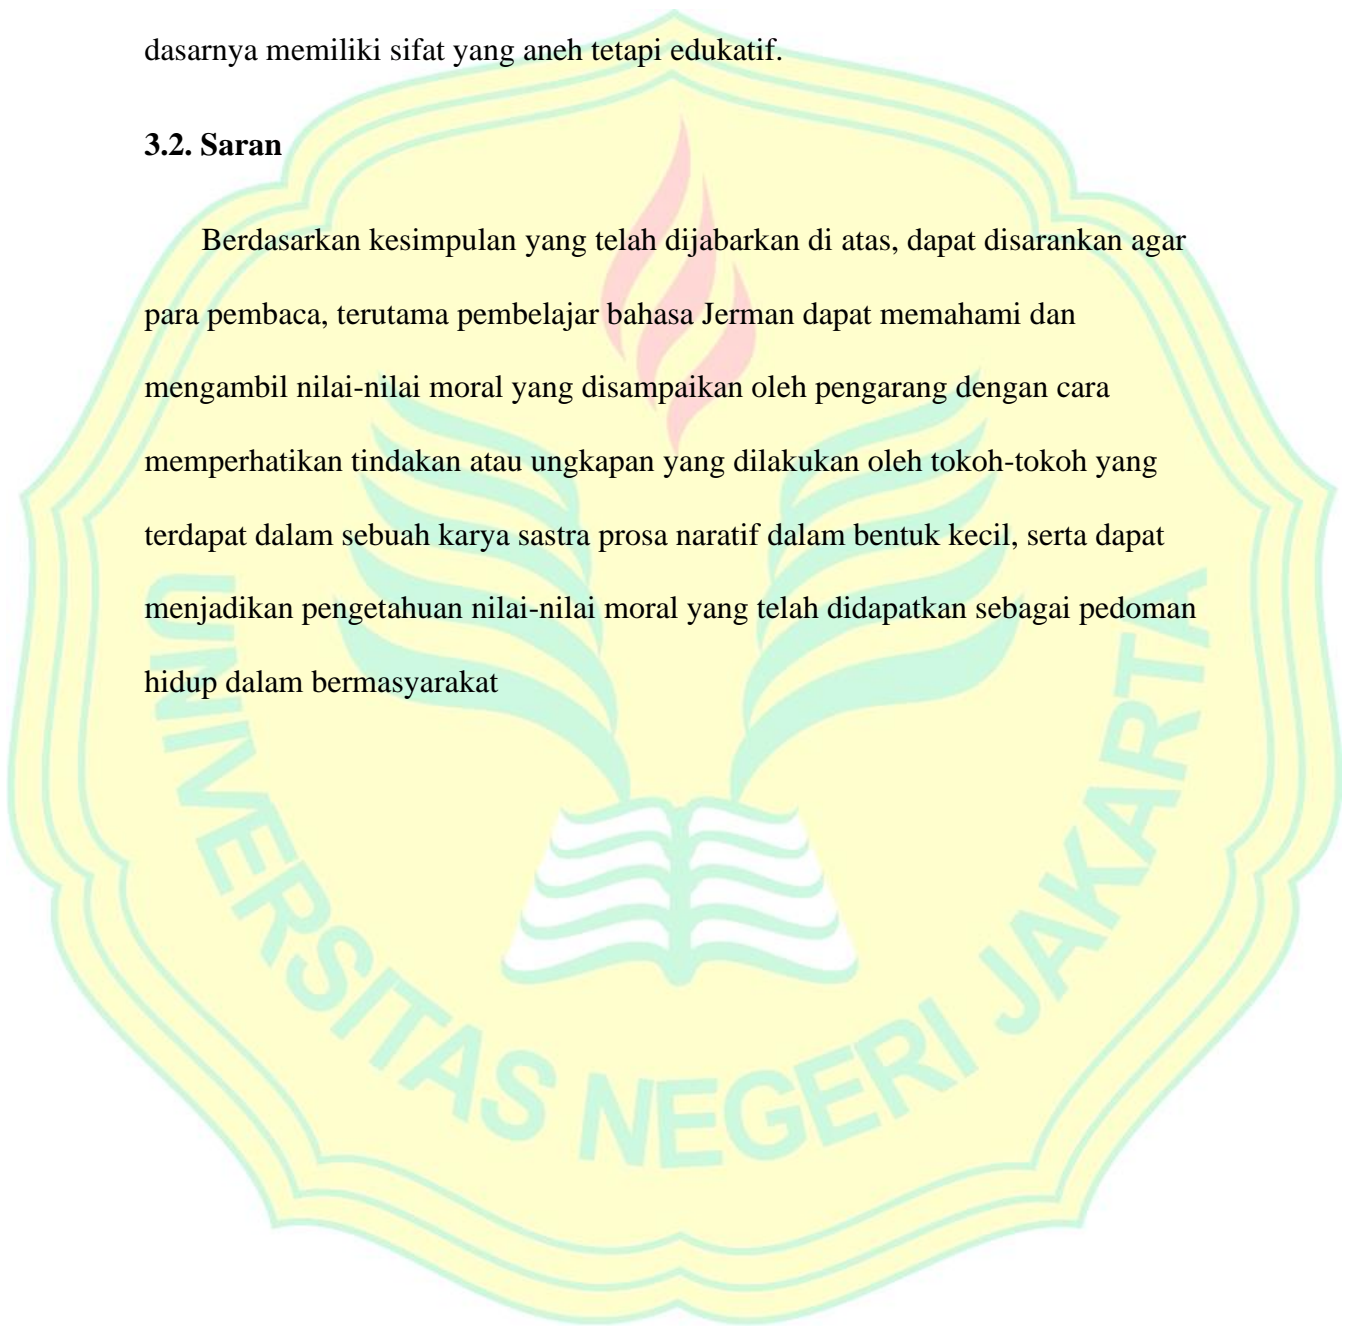 dasarnya memiliki sifat yang aneh tetapi edukatif.
3.2. Saran
Berdasarkan kesimpulan yang telah dijabarkan di atas, dapat disarankan agar
para pembaca, terutama pembelajar bahasa Jerman dapat memahami dan
mengambil nilai-nilai moral yang disampaikan oleh pengarang dengan cara
memperhatikan tindakan atau ungkapan yang dilakukan oleh tokoh-tokoh yang
terdapat dalam sebuah karya sastra prosa naratif dalam bentuk kecil, serta dapat
menjadikan pengetahuan nilai-nilai moral yang telah didapatkan sebagai pedoman
hidup dalam bermasyarakat
UNIVERSITAS NEGERI JAKARTA